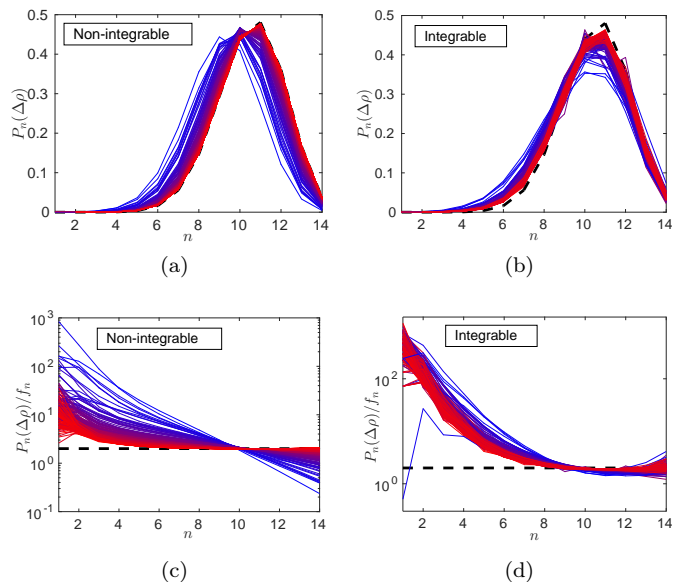 0.5
0.4
0.3
0.2
0.1
0
P_n(Δρ)
Non-integrable
2 4 6 8 10 12 14
n
(a)
0.5
0.4
0.3
0.2
0.1
0
P_n(Δρ)
Integrable
2 4 6 8 10 12 14
n
(b)
10^3
10^2
10^1
10^0
10^-1
P_n(Δρ)/f_n
Non-integrable
2 4 6 8 10 12 14
n
(c)
10^2
10^0
P_n(Δρ)/f_n
Integrable
2 4 6 8 10 12 14
n
(d)